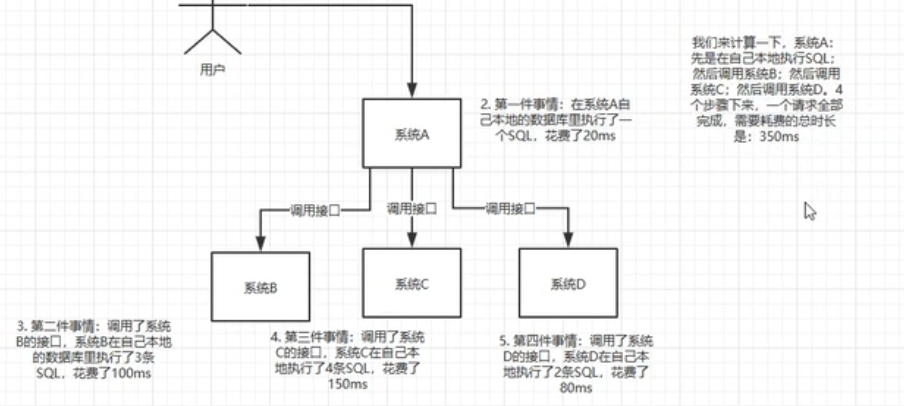 用户
我们来计算一下，系统A：
先是在自己本地执行SQL；
然后调用系统B；然后调用
系统C；然后调用系统D。4
个步骤下来，一个请求全部
完成，需要耗费的总时长
是：350ms
2. 第一件事情：在系统A自
己本地的数据库里执行了一
个SQL，花费了20ms
系统A
调用接口
调用接口
调用接口
系统B
系统C
系统D
3. 第二件事情：调用了系统
B的接口，系统B在自己本地
的数据库里执行了3条
SQL，花费了100ms
4. 第三件事情：调用了系统
C的接口，系统C在自己本
地执行了4条SQL，花费了
150ms
5. 第四件事情：调用了系统
D的接口，系统D在自己本
地执行了2条SQL，花费了
80ms